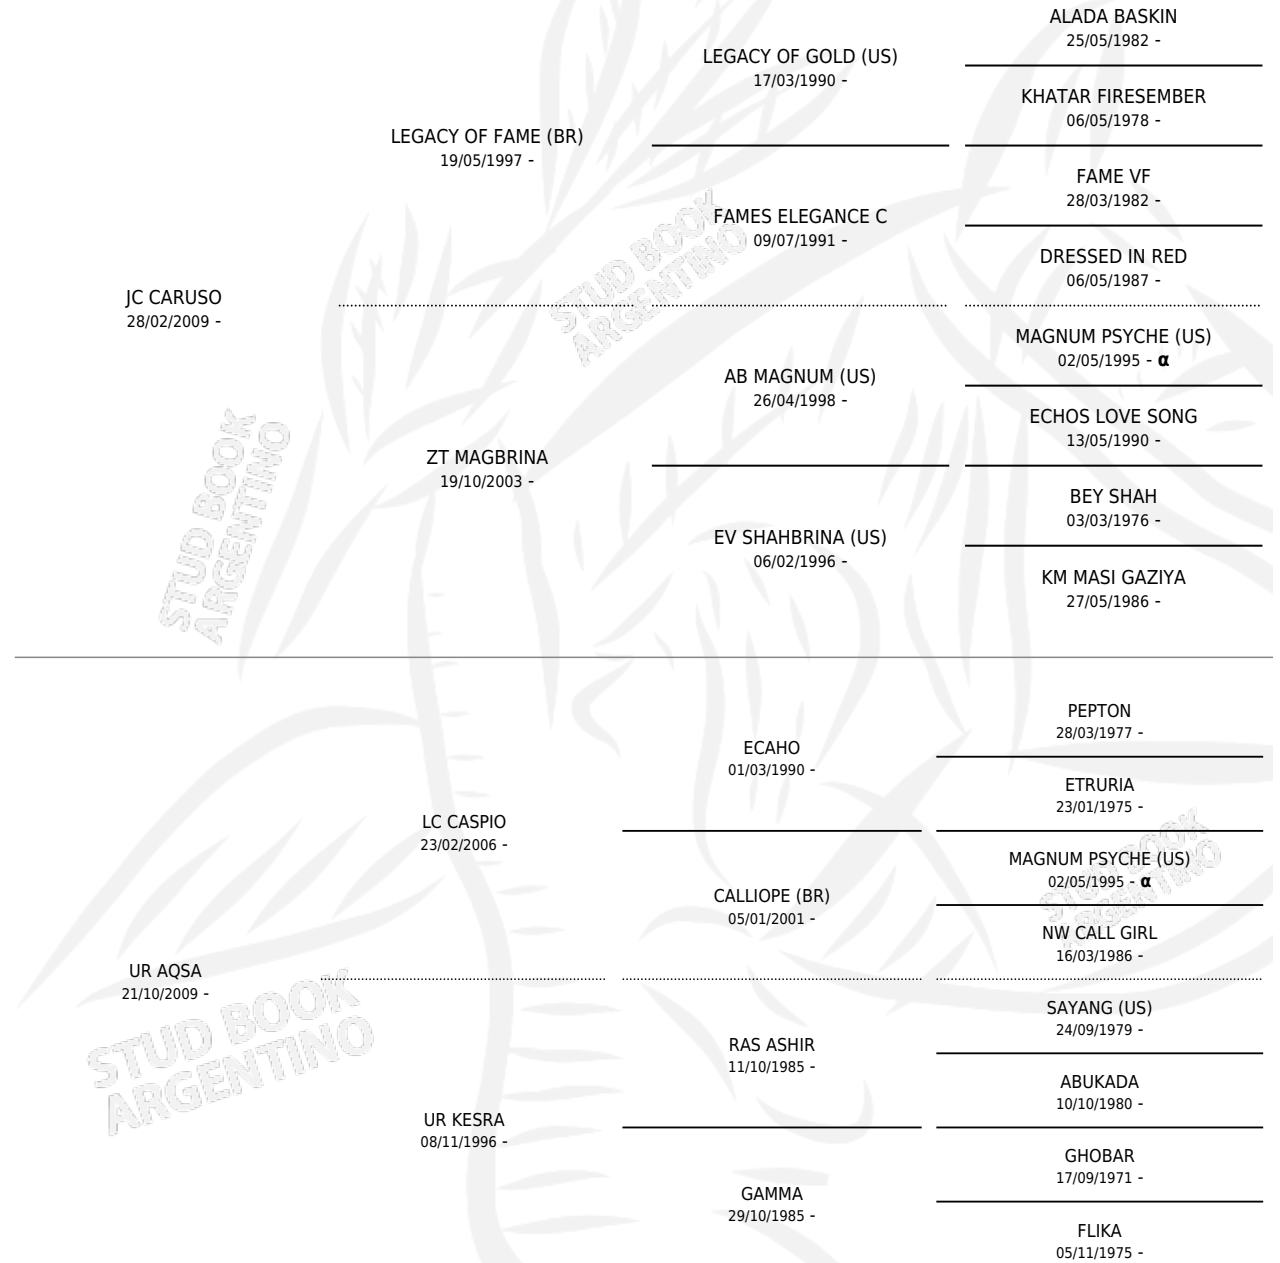 ALADA BASKIN
25/05/1982 -
LEGACY OF GOLD (US)
17/03/1990 -
KHATAR FIRESEMBER
06/05/1978 -
LEGACY OF FAME (BR)
19/05/1997 -
FAME VF
28/03/1982 -
FAMES ELEGANCE C
09/07/1991 -
DRESSED IN RED
06/05/1987 -
JC CARUSO
28/02/2009 -
MAGNUM PSYCHE (US)
02/05/1995 - α
AB MAGNUM (US)
26/04/1998 -
ECHOS LOVE SONG
13/05/1990 -
ZT MAGBRINA
19/10/2003 -
BEY SHAH
03/03/1976 -
EV SHAHBRINA (US)
06/02/1996 -
KM MASI GAZIYA
27/05/1986 -
PEPTON
28/03/1977 -
ECAHO
01/03/1990 -
ETRURIA
23/01/1975 -
LC CASPIO
23/02/2006 -
MAGNUM PSYCHE (US)
02/05/1995 - α
CALLIOPE (BR)
05/01/2001 -
NW CALL GIRL
16/03/1986 -
UR AQSA
21/10/2009 -
SAYANG (US)
24/09/1979 -
RAS ASHIR
11/10/1985 -
ABUKADA
10/10/1980 -
UR KESRA
08/11/1996 -
GHOBAR
17/09/1971 -
GAMMA
29/10/1985 -
FLIKA
05/11/1975 -
STUD BOOK
ARGENTINO
STUD BOOK
ARGENTINO
STUD BOOK
ARGENTINO
STUD BOOK
ARGENTINO